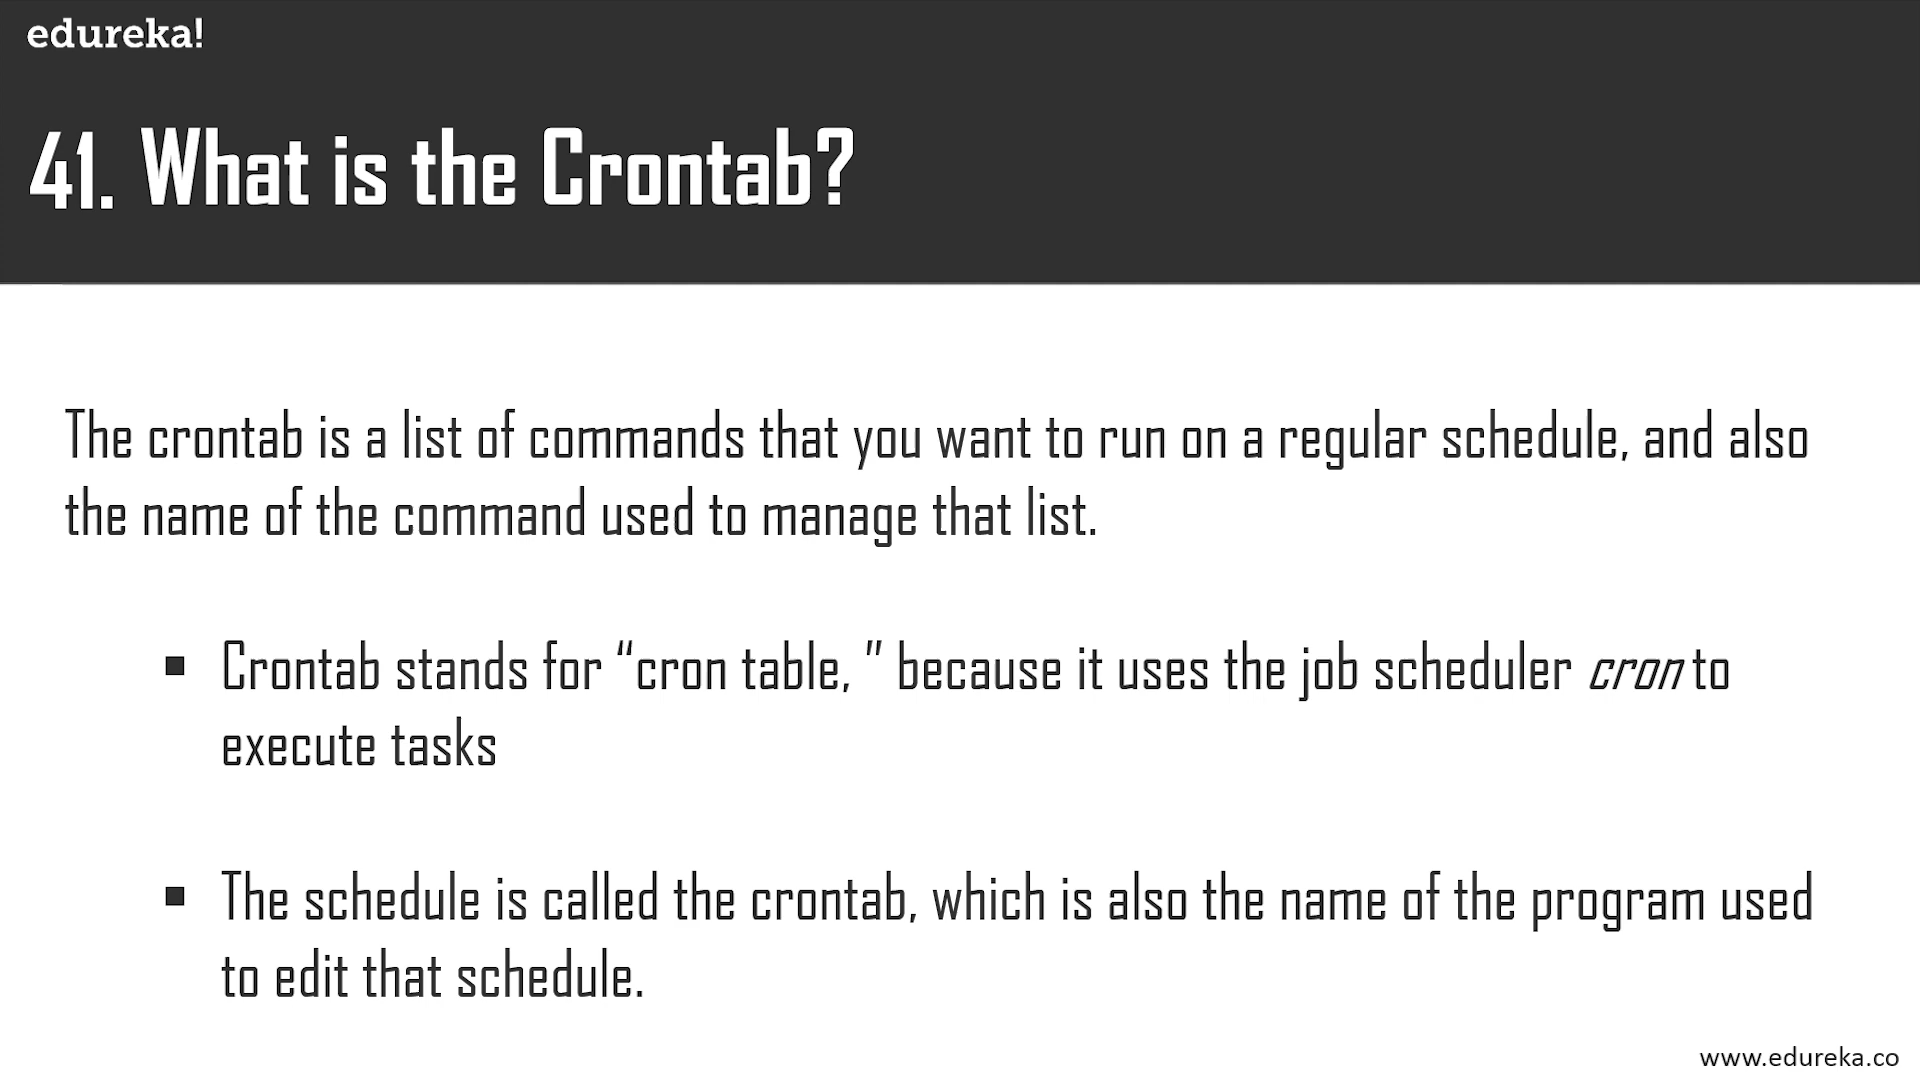 edureka!
41. What is the Crontab?
The crontab is a list of commands that you want to run on a regular schedule, and also
the name of the command used to manage that list.
▪ Crontab stands for “cron table, ” because it uses the job scheduler cron to
execute tasks
▪ The schedule is called the crontab, which is also the name of the program used
to edit that schedule.
www.edureka.co